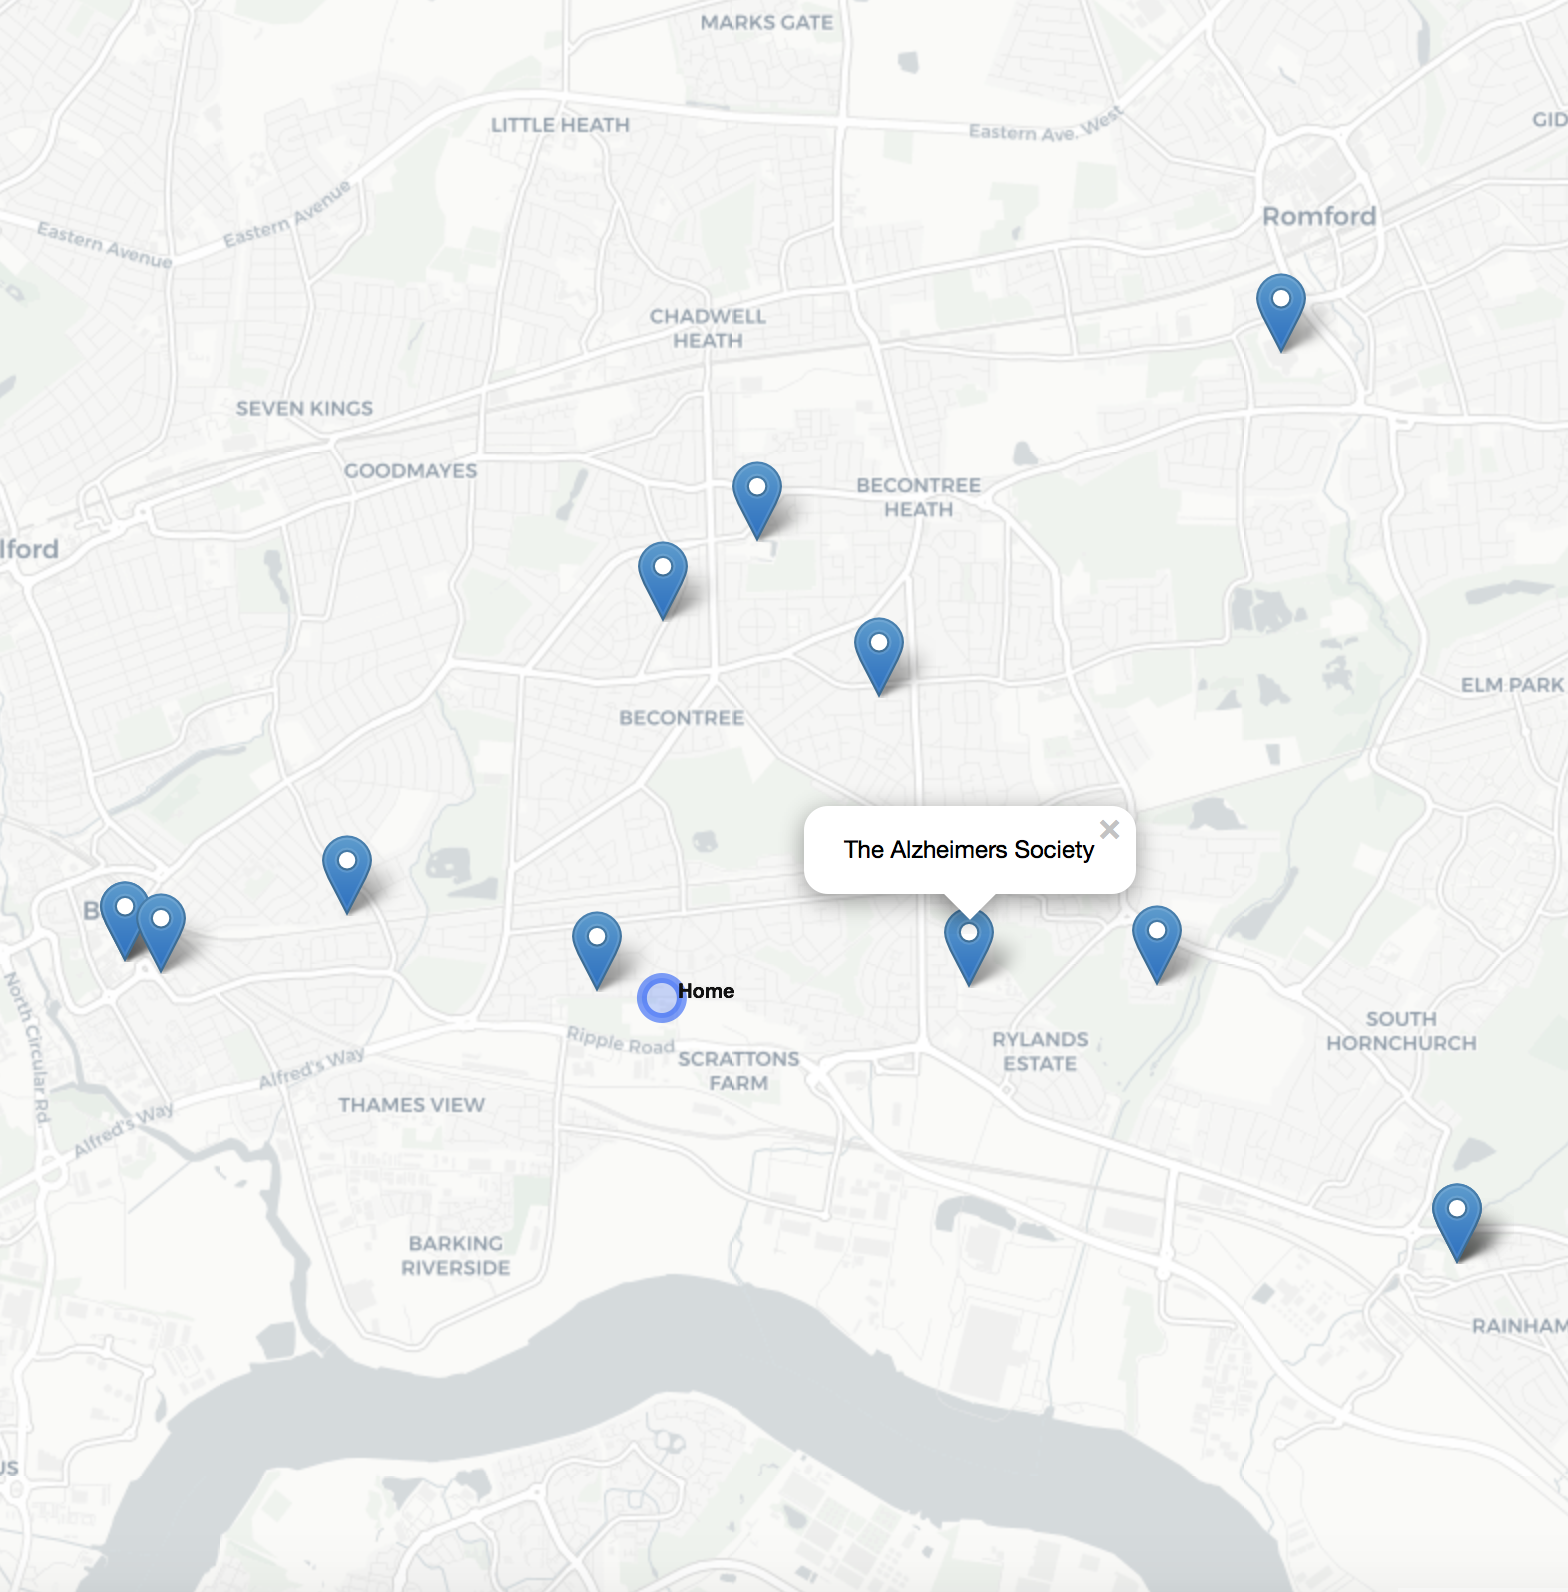 MARKS GATE
LITTLE HEATH
Eastern Ave. West
GID
Eastern Avenue
Eastern Avenue
Romford
CHADWELL
HEATH
SEVEN KINGS
GOODMAYES
BECONTREE
HEATH
lford
ELM PARK
BECONTREE
The Alzheimers Society
×
B
Home
North Circular Rd.
Ripple Road
SCRATTONS
FARM
RYLANDS
ESTATE
SOUTH
HORNCHURCH
Alfred's Way
THAMES VIEW
Alfred's Way
BARKING
RIVERSIDE
RAINHAM
US